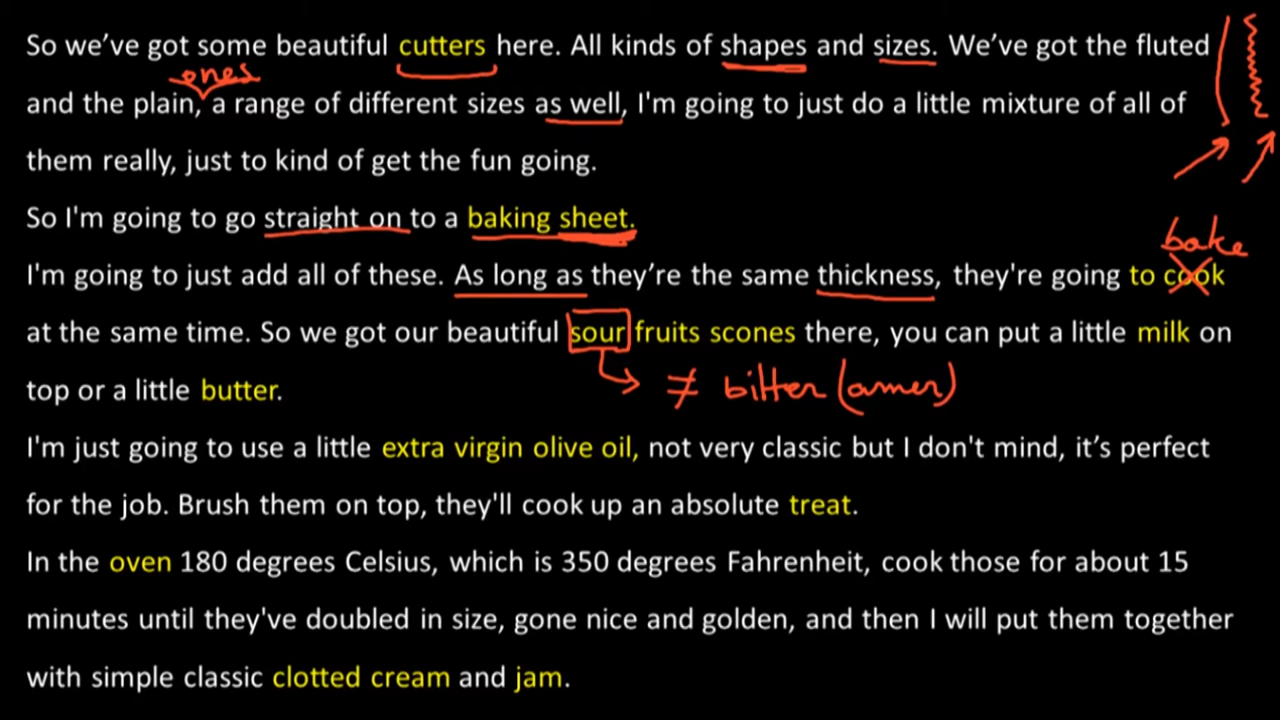 So we've got some beautiful cutters here. All kinds of shapes and sizes. We've got the fluted
ones
and the plain, a range of different sizes as well, I'm going to just do a little mixture of all of
them really, just to kind of get the fun going.
So I'm going to go straight on to a baking sheet.
bake
I'm going to just add all of these. As long as they’re the same thickness, they're going to cook
at the same time. So we got our beautiful sour fruits scones there, you can put a little milk on
top or a little butter.
≠ bitter (amer)
I'm just going to use a little extra virgin olive oil, not very classic but I don't mind, it’s perfect
for the job. Brush them on top, they'll cook up an absolute treat.
In the oven 180 degrees Celsius, which is 350 degrees Fahrenheit, cook those for about 15
minutes until they've doubled in size, gone nice and golden, and then I will put them together
with simple classic clotted cream and jam.